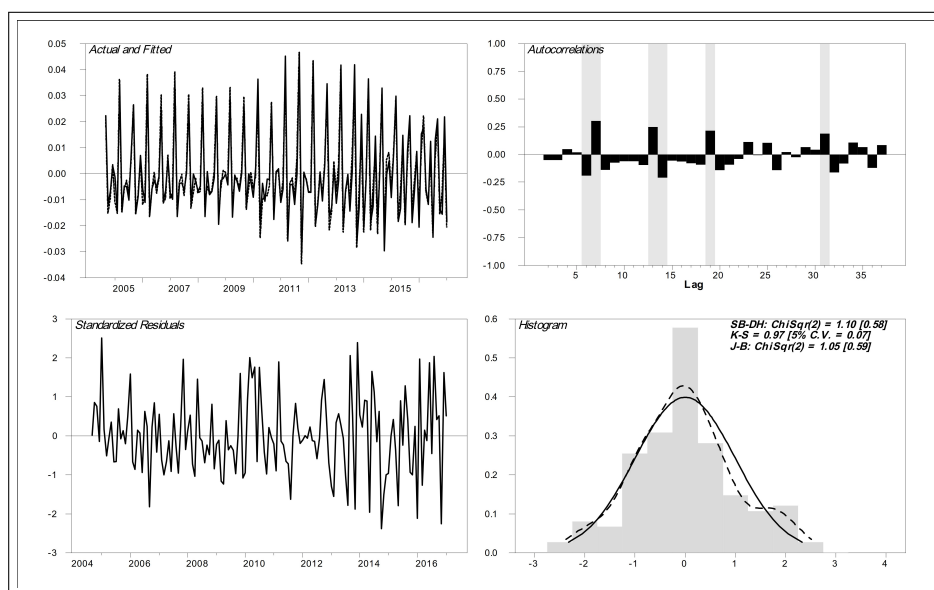 Actual and Fitted
0.05
0.04
0.03
0.02
0.01
0.00
-0.01
-0.02
-0.03
-0.04
2005 2007 2009 2011 2013 2015
Autocorrelations
1.00
0.75
0.50
0.25
0.00
-0.25
-0.50
-0.75
-1.00
5 10 15 20 25 30 35
Lag
Standardized Residuals
3
2
1
0
-1
-2
-3
2004 2006 2008 2010 2012 2014 2016
Histogram
SB-DH: ChiSqr(2) = 1.10 [0.58]
K-S = 0.97 [5% C.V. = 0.07]
J-B: ChiSqr(2) = 1.05 [0.59]
0.6
0.5
0.4
0.3
0.2
0.1
0.0
-3 -2 -1 0 1 2 3 4